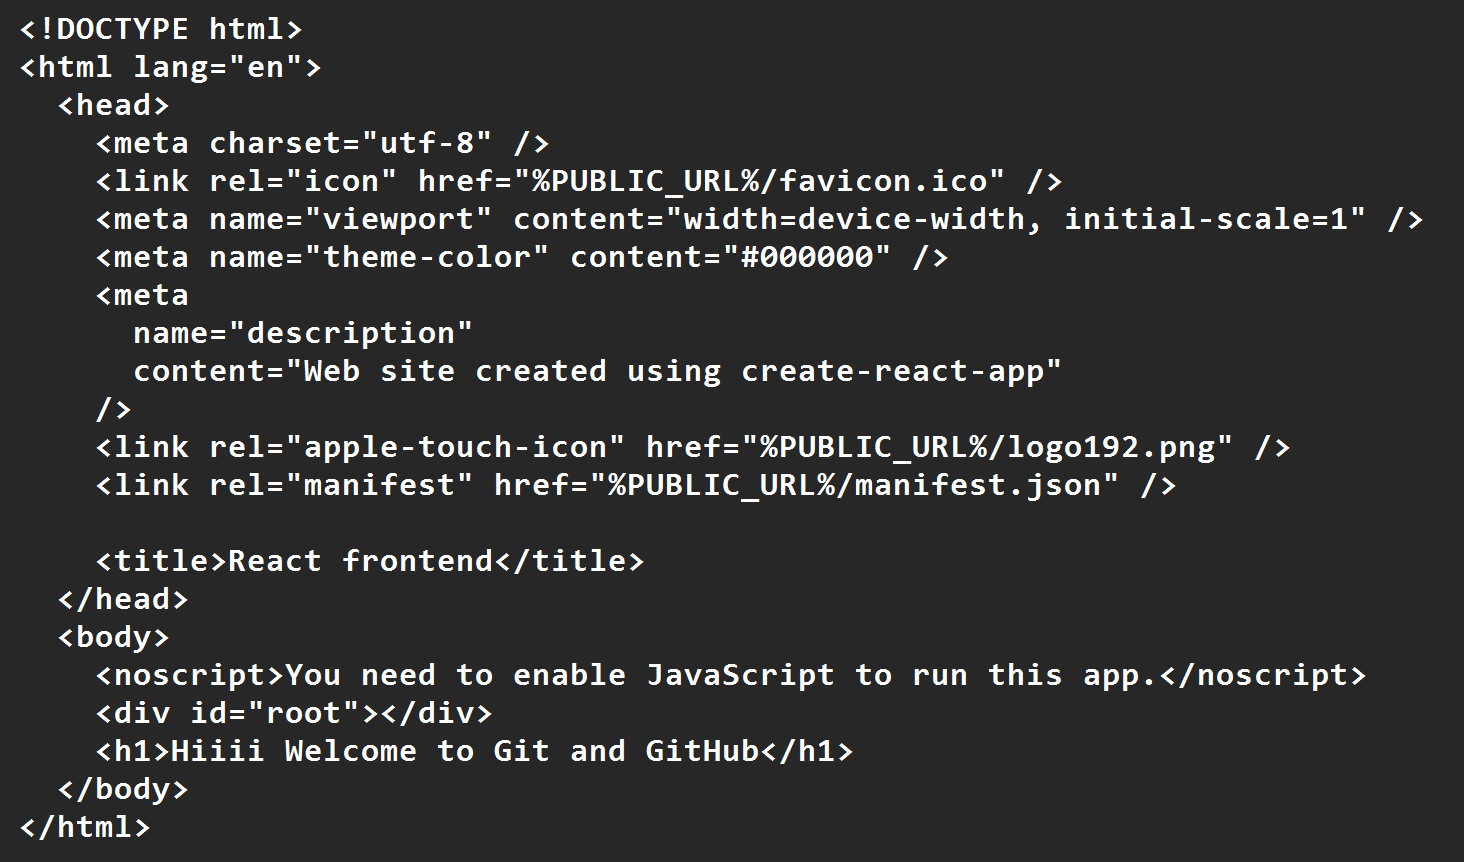 <!DOCTYPE html>
<html lang="en">
  <head>
    <meta charset="utf-8" />
    <link rel="icon" href="%PUBLIC_URL%/favicon.ico" />
    <meta name="viewport" content="width=device-width, initial-scale=1" />
    <meta name="theme-color" content="#000000" />
    <meta
      name="description"
      content="Web site created using create-react-app"
    />
    <link rel="apple-touch-icon" href="%PUBLIC_URL%/logo192.png" />
    <link rel="manifest" href="%PUBLIC_URL%/manifest.json" />

    <title>React frontend</title>
  </head>
  <body>
    <noscript>You need to enable JavaScript to run this app.</noscript>
    <div id="root"></div>
    <h1>Hiiii Welcome to Git and GitHub</h1>
  </body>
</html>